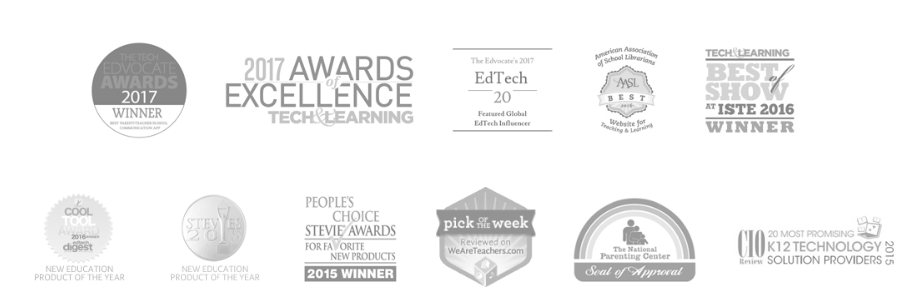 THE TECH
EDVOCATE
AWARDS
2017
WINNER
BEST PARENT-TEACHER/SCHOOL
COMMUNICATION APP
2017 AWARDS
of
EXCELLENCE
TECH&LEARNING
The Edvocate's 2017
EdTech
20
Featured Global
EdTech Influencer
American Association
of School Librarians
AASL
BEST
2016
Website for
Teaching & Learning
TECH&LEARNING
BEST of
SHOW
AT ISTE 2016
WINNER
COOL
TOOL
AWARD
2016
edtech
digest
NEW EDUCATION
PRODUCT OF THE YEAR
STEVIE
NEW EDUCATION
PRODUCT OF THE YEAR
PEOPLE'S
CHOICE
STEVIE AWARDS
FOR FAVORITE
NEW PRODUCTS
2015 WINNER
pick OF THE week
Reviewed on
WeAreTeachers.com
The National
Parenting Center
Seal of Approval
CIO
Review
20 MOST PROMISING
K12 TECHNOLOGY
SOLUTION PROVIDERS
2015